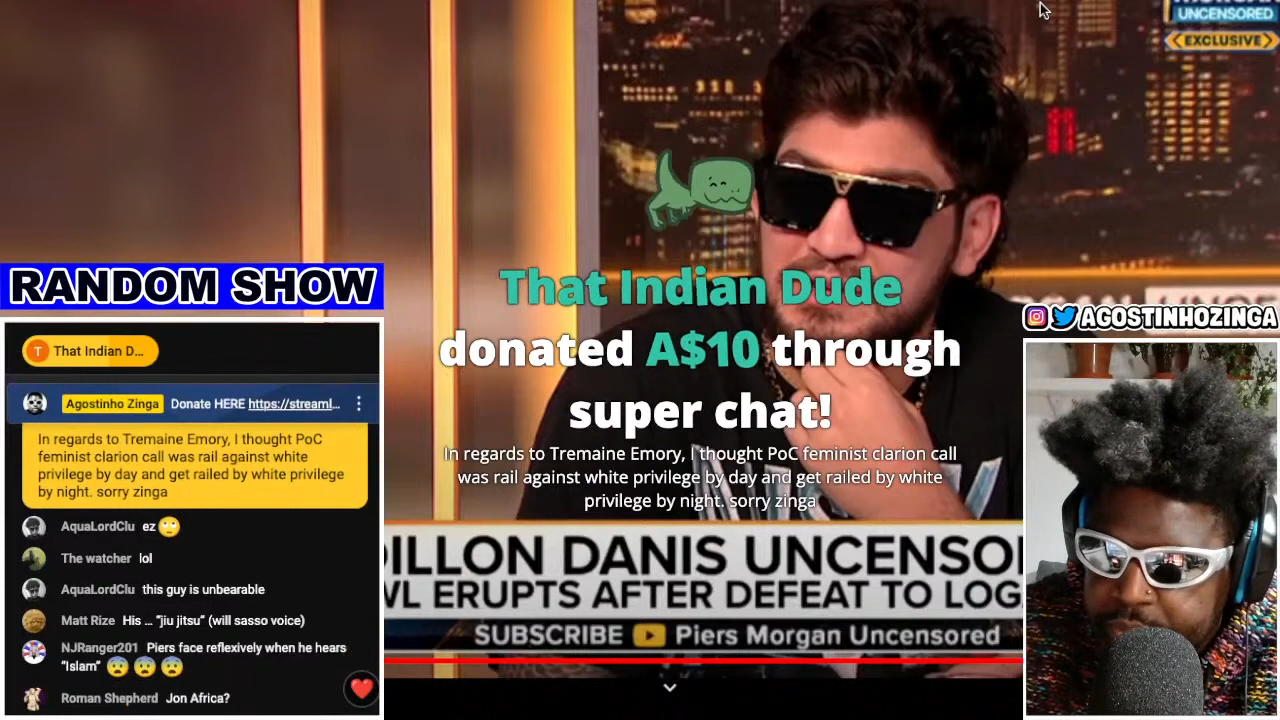 UNCENSORED
EXCLUSIVE
RANDOM SHOW
T That Indian D...
Agostinho Zinga Donate HERE https://streaml...
In regards to Tremaine Emory, I thought PoC
feminist clarion call was rail against white
privilege by day and get railed by white privilege
by night. sorry zinga
AquaLordClu ez
The watcher lol
AquaLordClu this guy is unbearable
Matt Rize His ... "jiu jitsu" (will sasso voice)
NJRanger201 Piers face reflexively when he hears
"Islam"
Roman Shepherd Jon Africa?
That Indian Dude
donated A$10 through
super chat!
In regards to Tremaine Emory, I thought PoC feminist clarion call
was rail against white privilege by day and get railed by white
privilege by night. sorry zinga
DILLON DANIS UNCENSO
WL ERUPTS AFTER DEFEAT TO LOG
SUBSCRIBE Piers Morgan Uncensored
AGOSTINHOZINGA